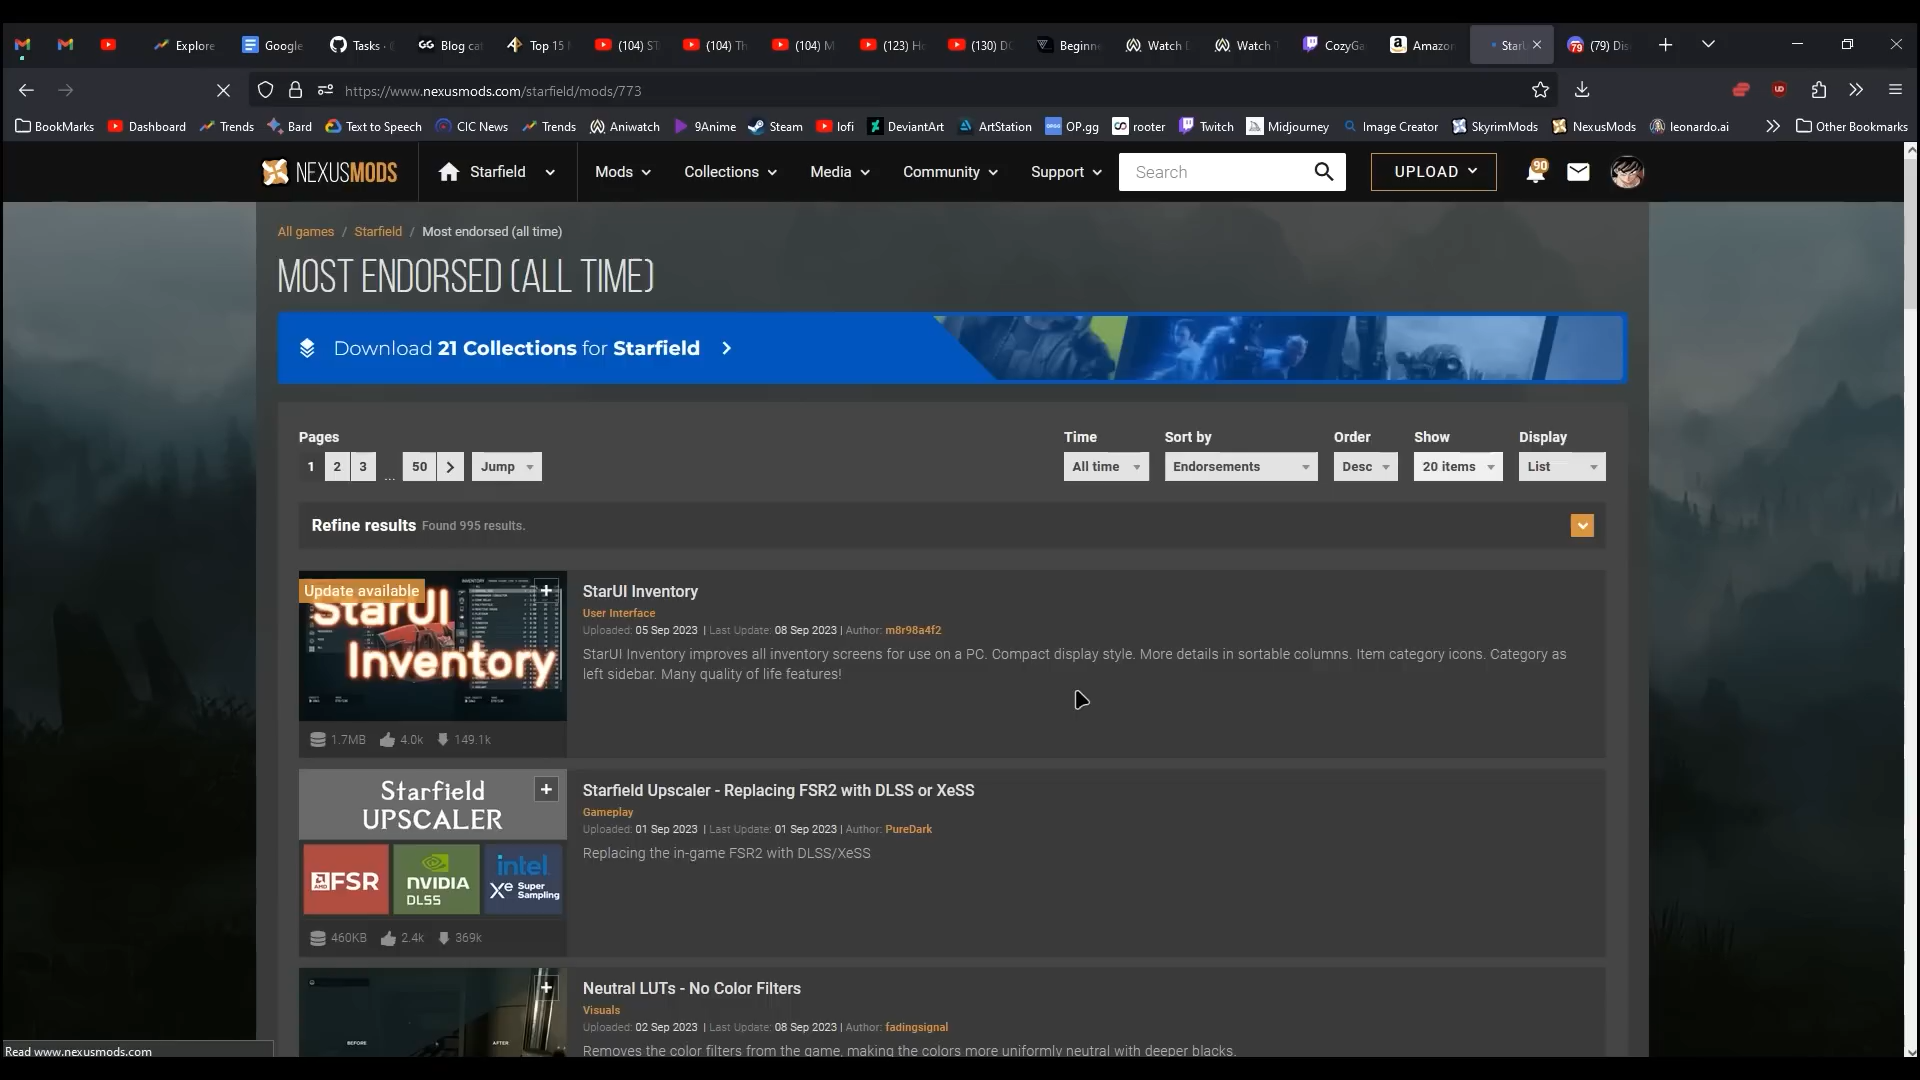 Explore
Google
Tasks ·
GG Blog ca
Top 15
(104) ST
(104) Th
(104) M
(123) H
(130) D
Beginne
Watch
Watch
CozyGa
Amazon
StarU
79 (79) Dis
https://www.nexusmods.com/starfield/mods/773
UD
BookMarks
Dashboard
Trends
Bard
Text to Speech
CIC News
Trends
Aniwatch
9Anime
Steam
lofi
DeviantArt
ArtStation
OP.gg
rooter
Twitch
Midjourney
Image Creator
SkyrimMods
NexusMods
leonardo.ai
Other Bookmarks
NEXUSMODS
Starfield
Mods
Collections
Media
Community
Support
Search
UPLOAD
90
All games / Starfield / Most endorsed (all time)
MOST ENDORSED (ALL TIME)
Download 21 Collections for Starfield
Pages
Time
Sort by
Order
Show
Display
1 2 3 ... 50
Jump
All time
Endorsements
Desc
20 items
List
Refine results Found 995 results.
Update available
StarUI
Inventory
1.7MB 4.0k 149.1k
StarUI Inventory
User Interface
Uploaded: 05 Sep 2023 | Last Update: 08 Sep 2023 | Author: m8r98a4f2
StarUI Inventory improves all inventory screens for use on a PC. Compact display style. More details in sortable columns. Item category icons. Category as
left sidebar. Many quality of life features!
Starfield
UPSCALER
AMD FSR
NVIDIA
DLSS
intel
Xe Super
Sampling
460KB 2.4k 369k
Starfield Upscaler - Replacing FSR2 with DLSS or XeSS
Gameplay
Uploaded: 01 Sep 2023 | Last Update: 01 Sep 2023 | Author: PureDark
Replacing the in-game FSR2 with DLSS/XeSS
BEFORE
AFTER
Neutral LUTs - No Color Filters
Visuals
Uploaded: 02 Sep 2023 | Last Update: 08 Sep 2023 | Author: fadingsignal
Removes the color filters from the game, making the colors more uniformly neutral with deeper blacks.
Read www.nexusmods.com